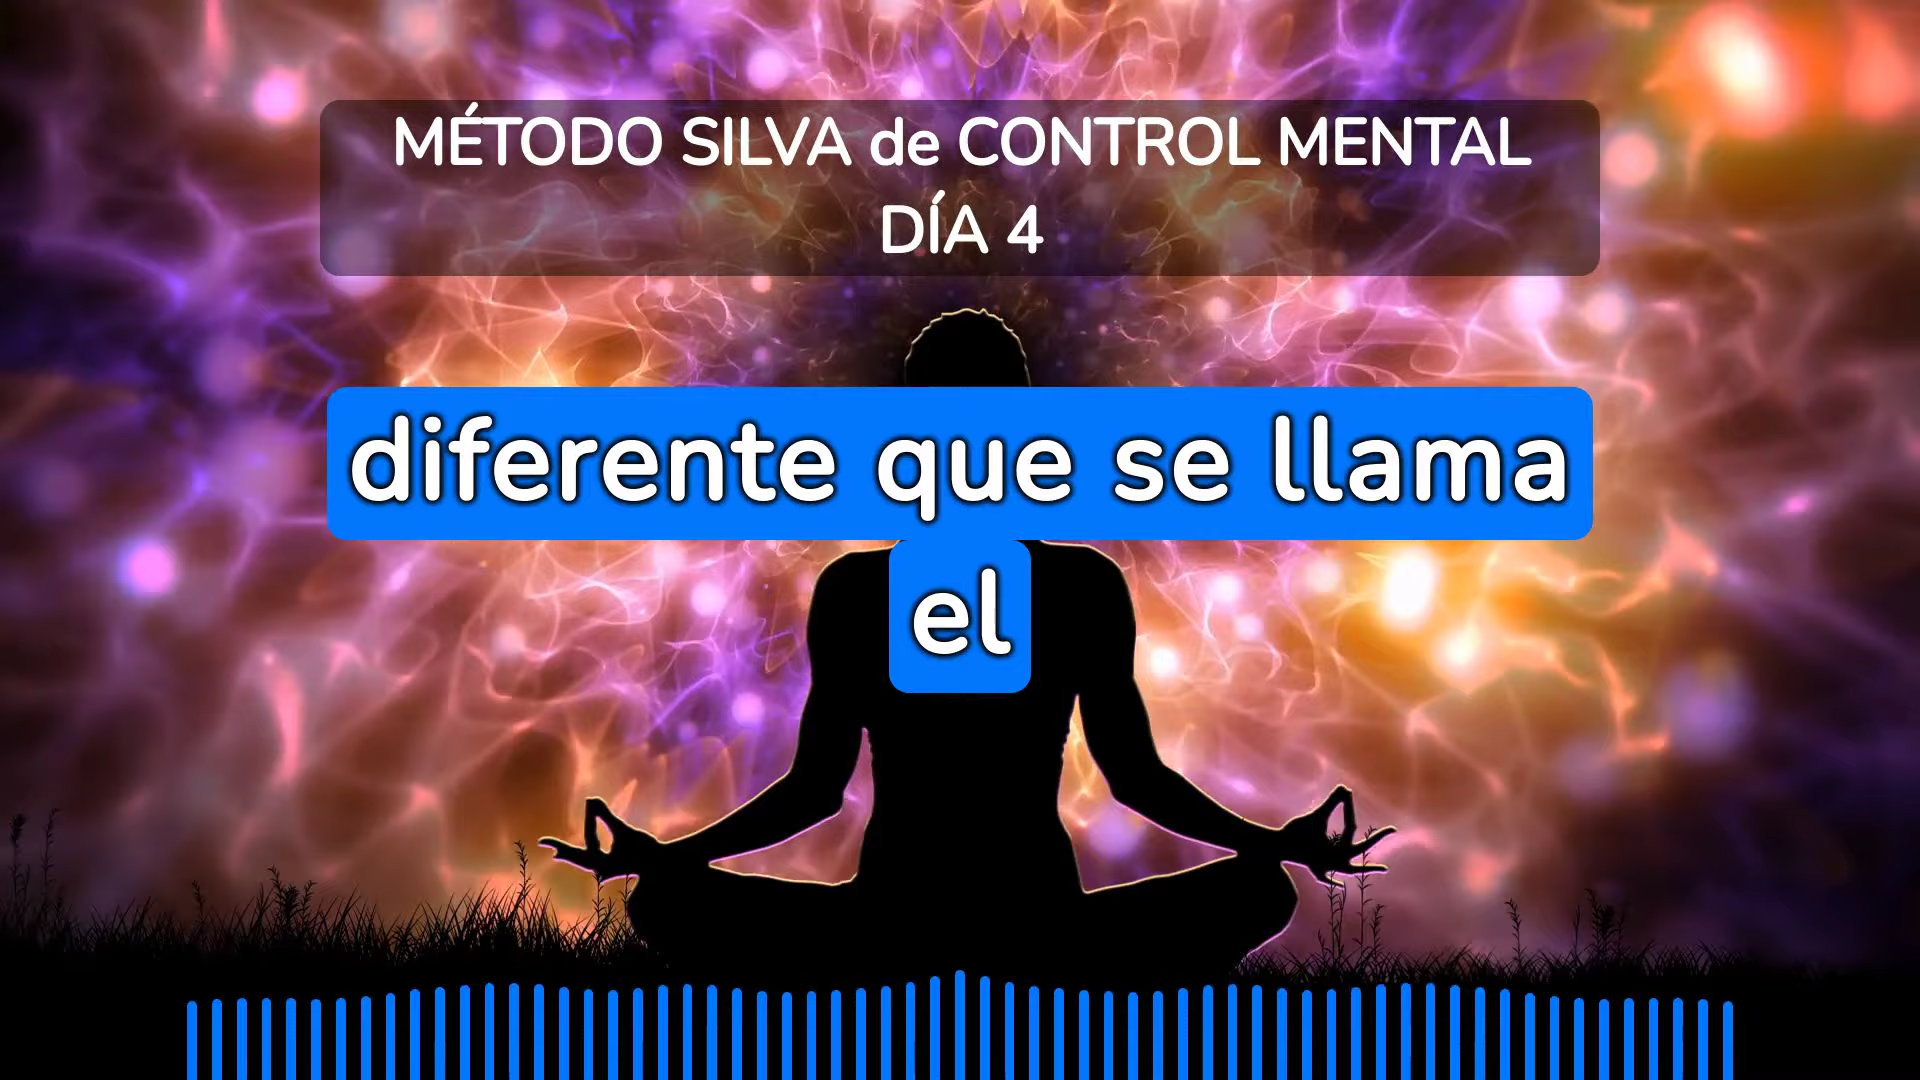 MÉTODO SILVA de CONTROL MENTAL
DÍA 4
diferente que se llama
el